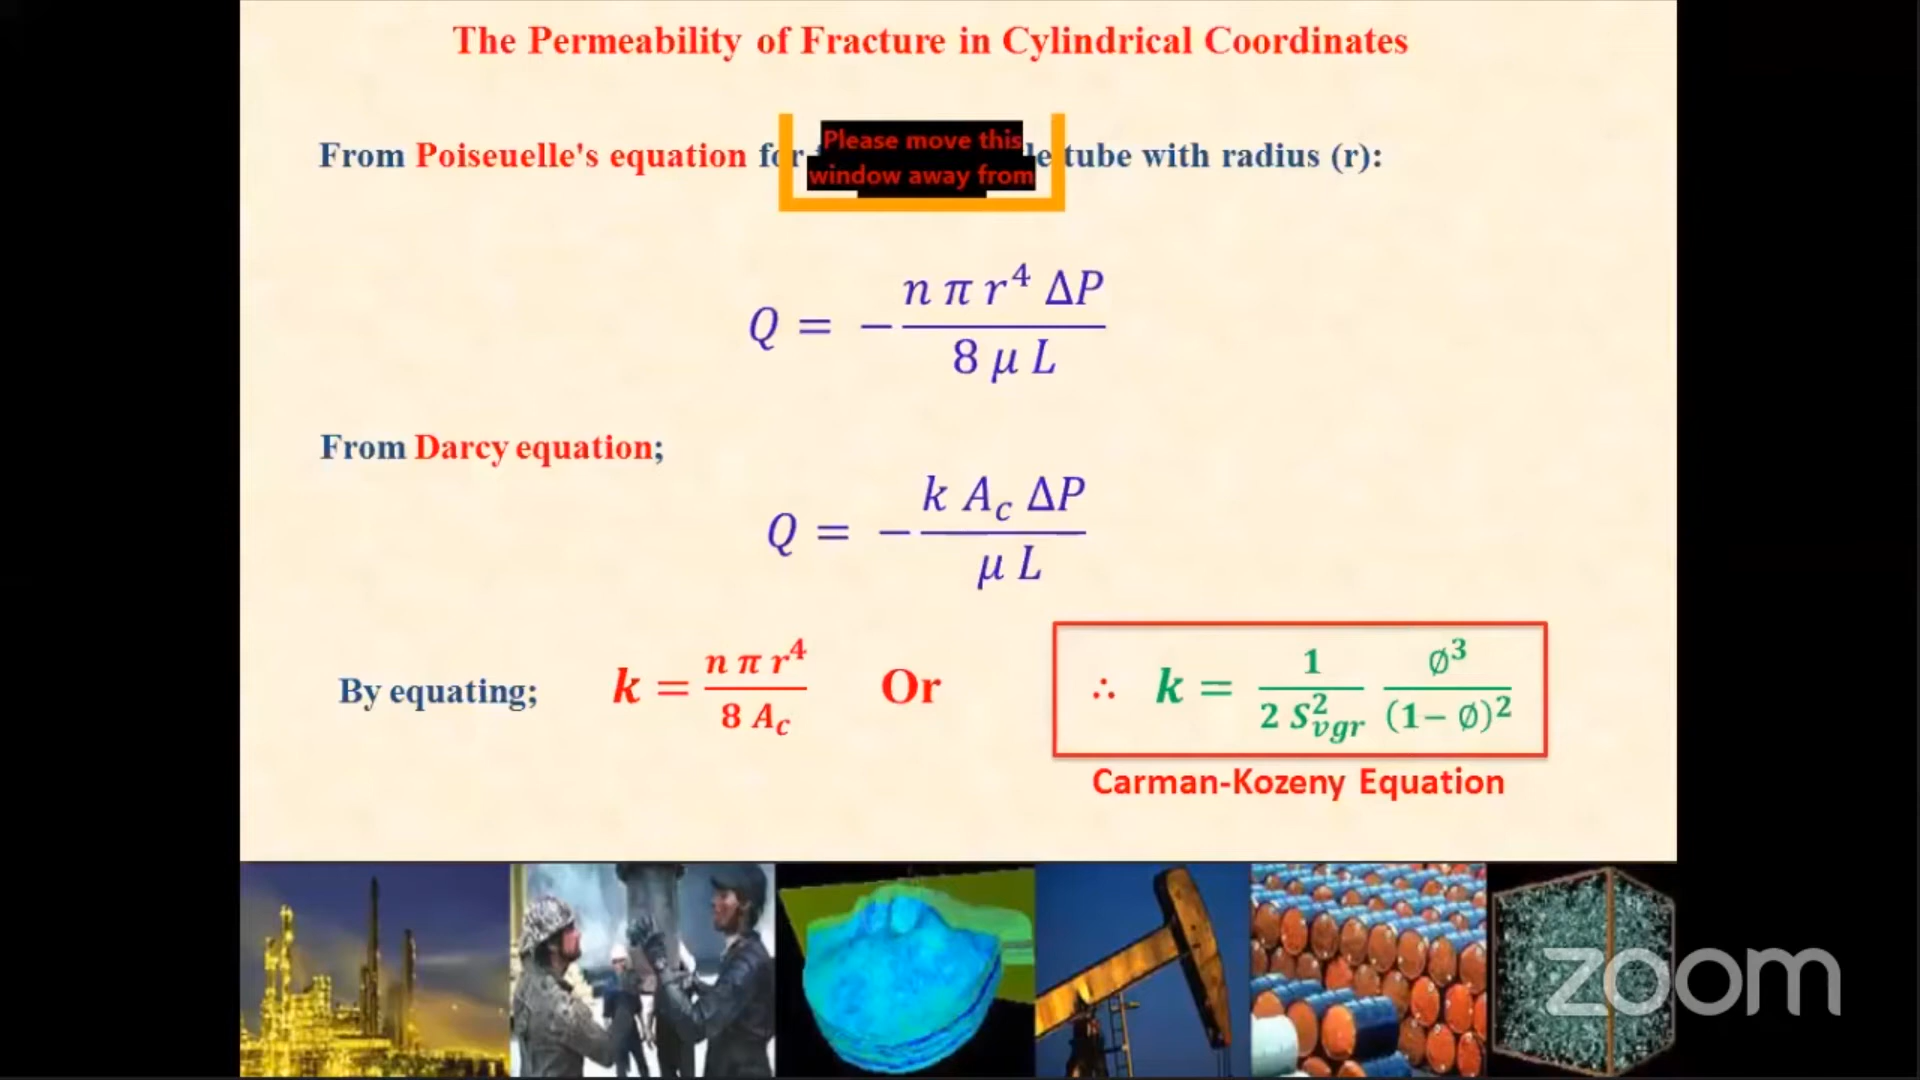 The Permeability of Fracture in Cylindrical Coordinates
From Poiseuelle's equation for tube with radius (r):
Please move this
window away from
Q = − n π r⁴ ΔP / 8 μ L
From Darcy equation;
Q = − k A_c ΔP / μ L
By equating; k = n π r⁴ / 8 A_c Or ∴ k = 1 / 2 S²_vgr ∅³ / (1− ∅)²
Carman-Kozeny Equation
zoom